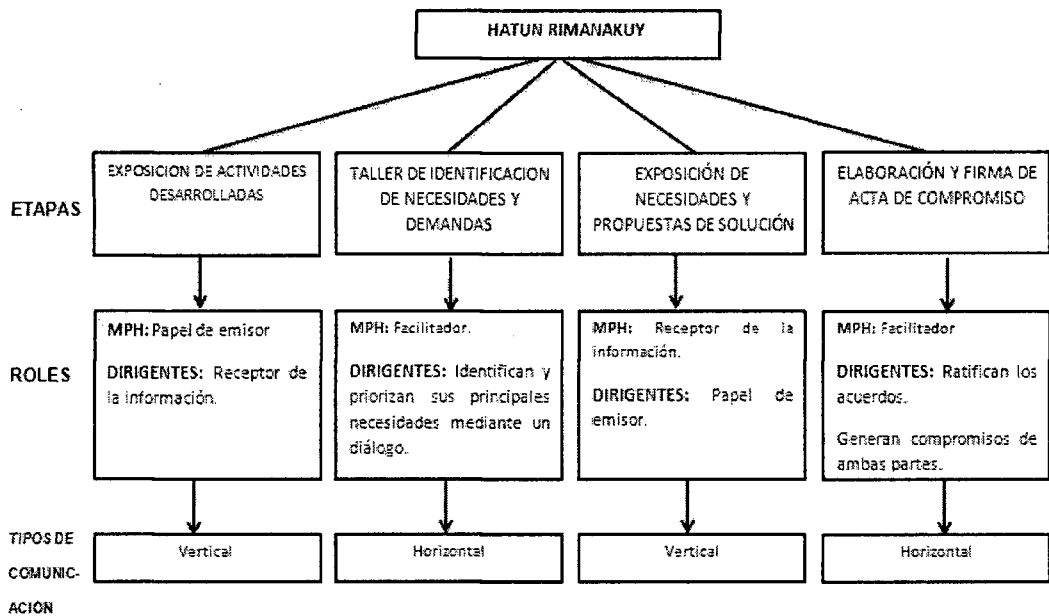 HATUN RIMANAKUY
ETAPAS
EXPOSICION DE ACTIVIDADES
DESARROLLADAS
TALLER DE IDENTIFICACION
DE NECESIDADES Y
DEMANDAS
EXPOSICIÓN DE
NECESIDADES Y
PROPUESTAS DE SOLUCIÓN
ELABORACIÓN Y FIRMA DE
ACTA DE COMPROMISO
ROLES
MPH: Papel de emisor
DIRIGENTES: Receptor de
la información.
MPH: Facilitador.
DIRIGENTES: Identifican y
priorizan sus principales
necesidades mediante un
diálogo.
MPH: Receptor de la
información.
DIRIGENTES: Papel de
emisor.
MPH: Facilitador
DIRIGENTES: Ratifican los
acuerdos.
Generan compromisos de
ambas partes.
TIPOS DE
COMUNIC-
ACIÓN
Vertical
Horizontal
Vertical
Horizontal